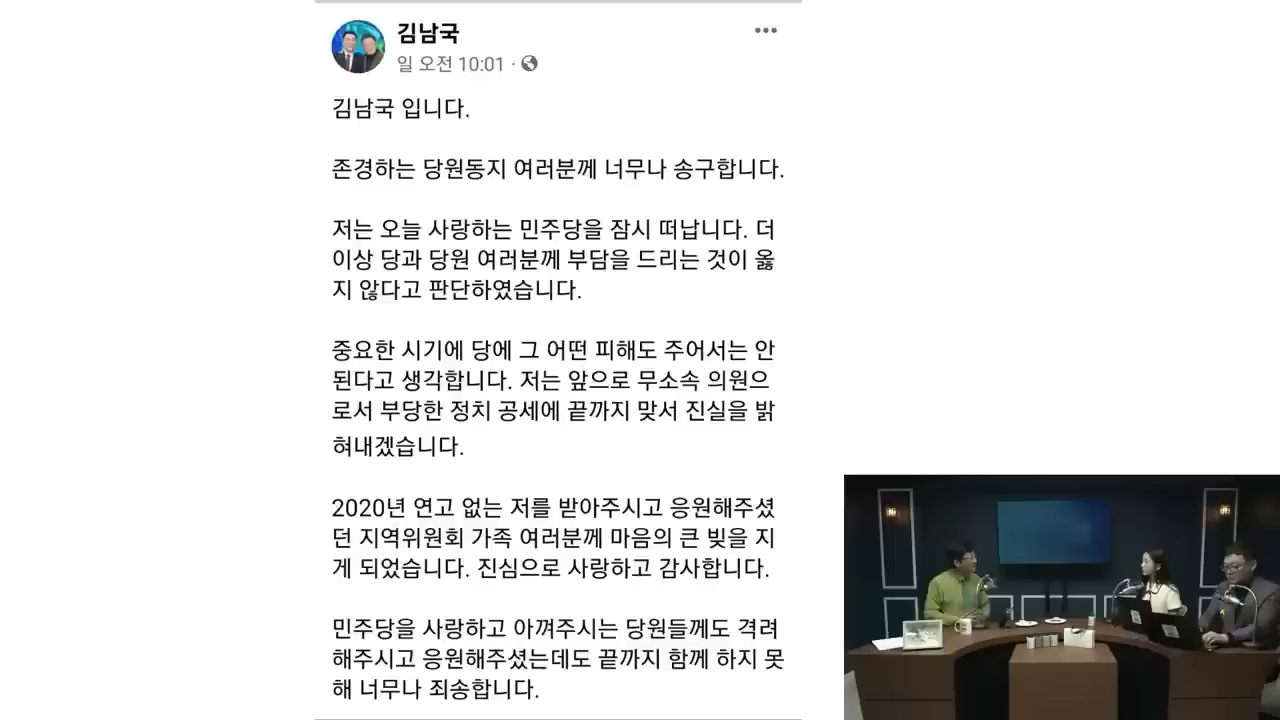 김남국
일 오전 10:01 ·
김남국 입니다.
존경하는 당원동지 여러분께 너무나 송구합니다.
저는 오늘 사랑하는 민주당을 잠시 떠납니다. 더
이상 당과 당원 여러분께 부담을 드리는 것이 옳
지 않다고 판단하였습니다.
중요한 시기에 당에 그 어떤 피해도 주어서는 안
된다고 생각합니다. 저는 앞으로 무소속 의원으
로서 부당한 정치 공세에 끝까지 맞서 진실을 밝
혀내겠습니다.
2020년 연고 없는 저를 받아주시고 응원해주셨
던 지역위원회 가족 여러분께 마음의 큰 빚을 지
게 되었습니다. 진심으로 사랑하고 감사합니다.
민주당을 사랑하고 아껴주시는 당원들께도 격려
해주시고 응원해주셨는데도 끝까지 함께 하지 못
해 너무나 죄송합니다.